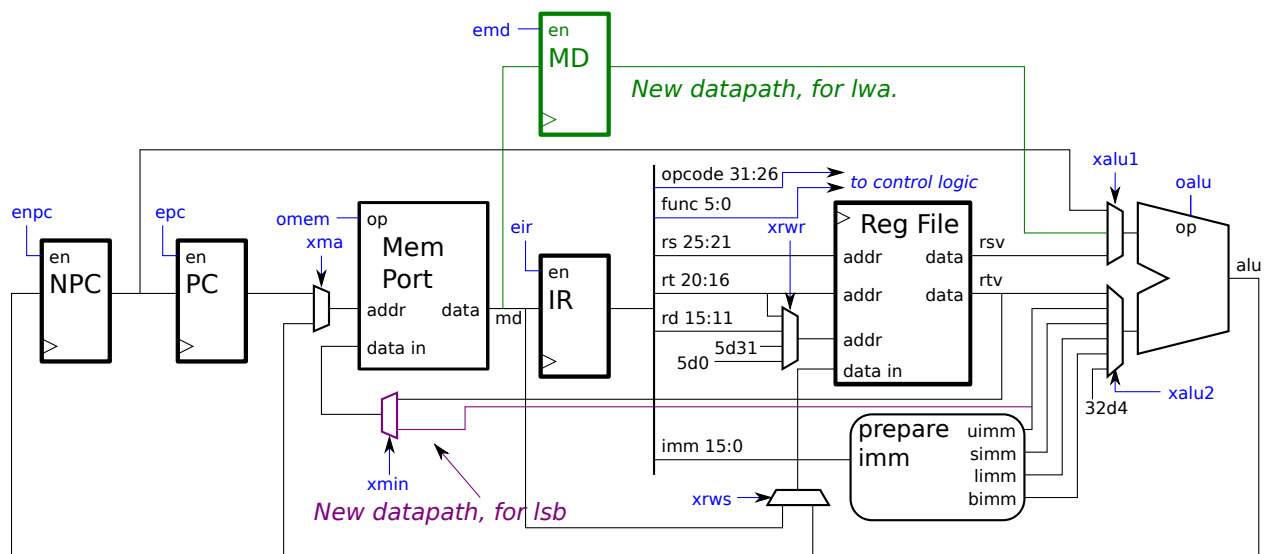 emd
en
MD
New datapath, for lwa.
opcode 31:26
to control logic
func 5:0
rs 25:21
rt 20:16
rd 15:11
5d31
5d0
imm 15:0
enpc
en
NPC
epc
en
PC
omem
xma
op
Mem
Port
addr
data
data in
md
eir
en
IR
xrwr
Reg File
addr
data
rsv
addr
data
rtv
addr
data in
xalu1
oalu
op
alu
xalu2
32d4
prepare
imm
uimm
simm
limm
bimm
xmin
New datapath, for lsb
xrws